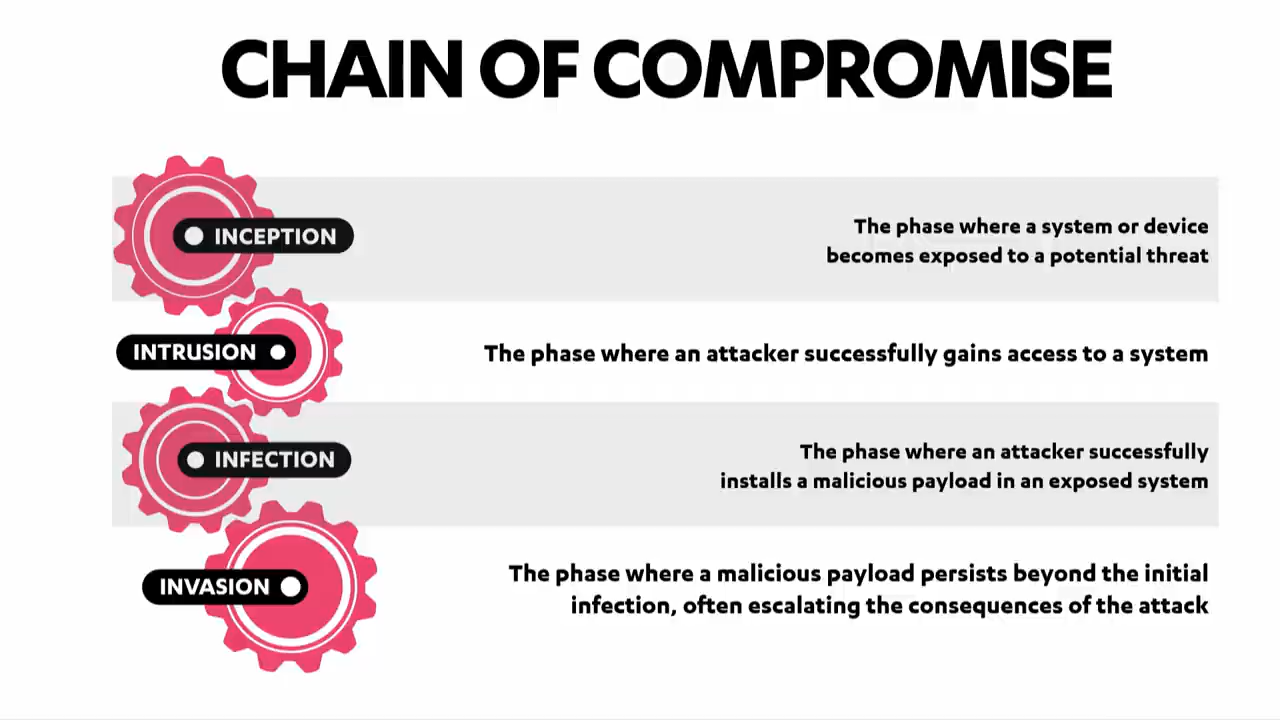 CHAIN OF COMPROMISE
INCEPTION
The phase where a system or device
becomes exposed to a potential threat
INTRUSION
The phase where an attacker successfully gains access to a system
INFECTION
The phase where an attacker successfully
installs a malicious payload in an exposed system
INVASION
The phase where a malicious payload persists beyond the initial
infection, often escalating the consequences of the attack